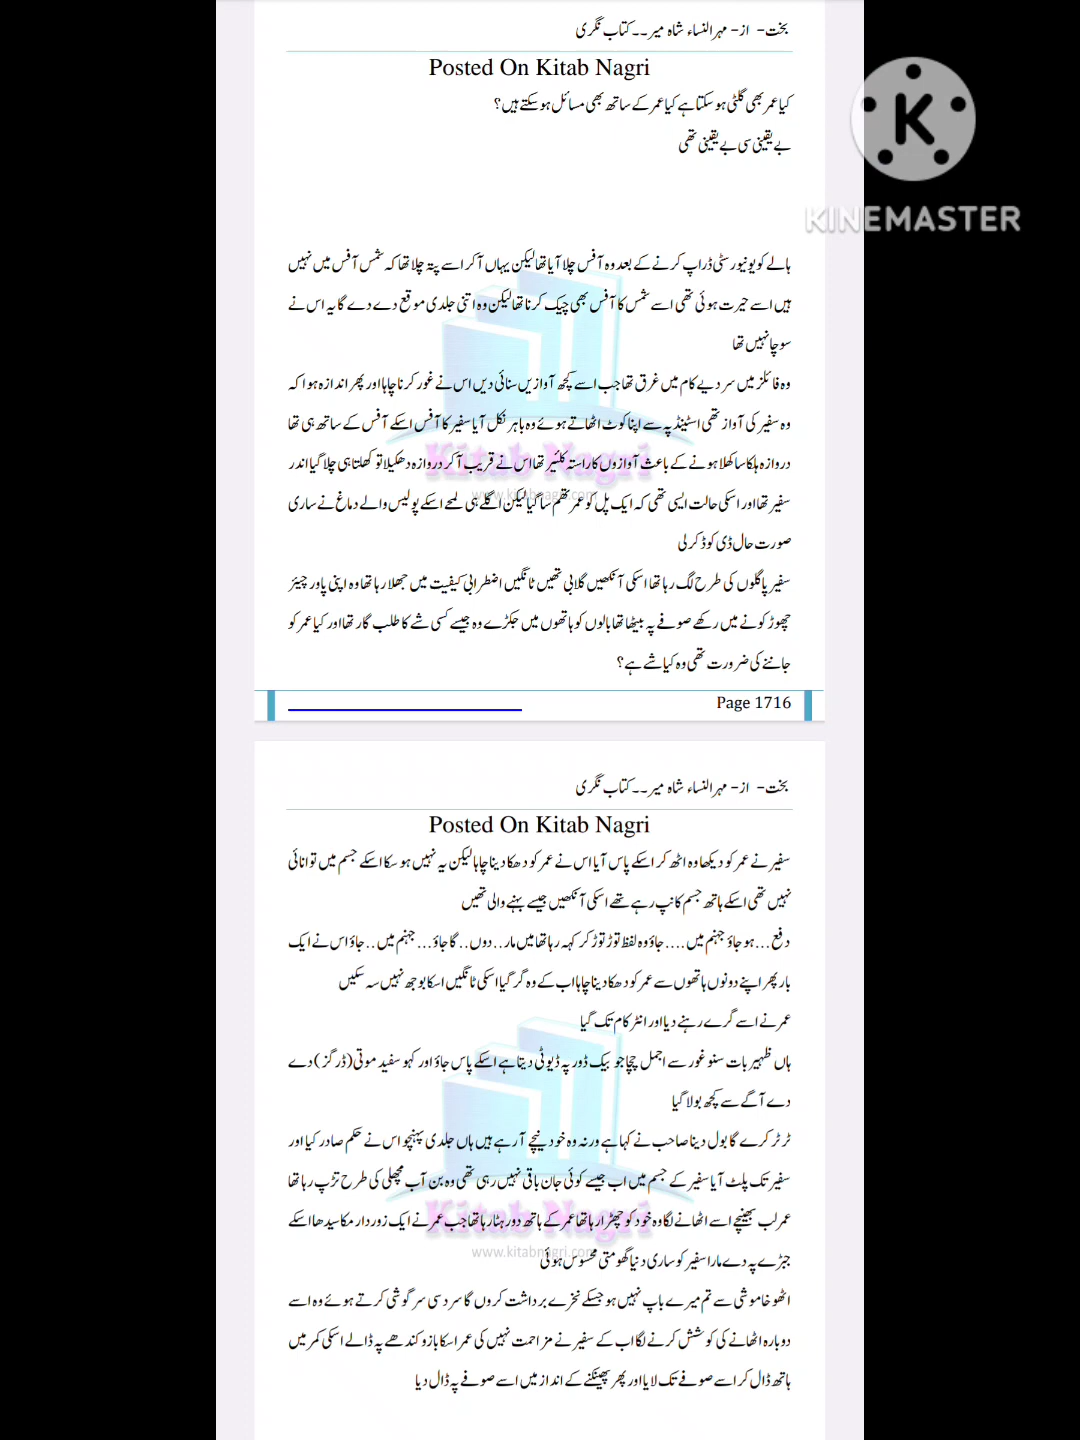 بخت - از - مہرالنساء شاہ میر۔۔کتاب نگری
Posted On Kitab Nagri
K
KINEMASTER
کیا عمر بھی گلٹی ہو سکتا ہے کیا عمر کے ساتھ بھی مسائل ہو سکتے ہیں؟
بے یقینی سی بے یقینی تھی
ہالے کو یونیورسٹی ڈراپ کرنے کے بعد وہ آفس چلا آیا تھا لیکن یہاں آکر اسے پتہ چلا تھا کہ شمس آفس میں نہیں
ہیں اسے حیرت ہوئی تھی اسے شمس کا آفس بھی چیک کرنا تھا لیکن وہ اتنی جلدی موقع دے دے گا یہ اس نے
سوچا نہیں تھا
وہ فائلز میں سر دیے کام میں غرق تھا جب اسے کچھ آوازیں سنائی دیں اس نے غور کرنا چاہا اور پھر اندازہ ہوا کہ
وہ سفیر کی آواز تھی اسٹینڈ پہ سے اپنا کوٹ اٹھاتے ہوئے وہ باہر نکل آیا سفیر کا آفس اسکے آفس کے ساتھ ہی تھا
دروازہ ہلکا سا کھلا ہونے کے باعث آوازوں کا راستہ کلئیر تھا اس نے قریب آکر دروازہ دھکیلا تو کھلتا ہی چلا گیا اندر
سفیر تھا اور اسکی حالت ایسی تھی کہ ایک پل کو عمر تھم سا گیا لیکن اگلے ہی لمحے اسکے پولیس والے دماغ نے ساری
صورت حال ڈی کوڈ کر لی
سفیر پاگلوں کی طرح لگ رہا تھا اسکی آنکھیں گلابی تھیں ٹانگیں اضطرابی کیفیت میں جھلا رہا تھا وہ اپنی پاور چیئر
چھوڑ کونے میں رکھے صوفے پہ بیٹھا تھا بالوں کو ہاتھوں میں جکڑے وہ جیسے کسی شے کا طلب گار تھا اور کیا عمر کو
جاننے کی ضرورت تھی وہ کیا شے ہے؟
Kitab Nagri
www.kitabnagri.com
Page 1716
بخت - از - مہرالنساء شاہ میر۔۔کتاب نگری
Posted On Kitab Nagri
سفیر نے عمر کو دیکھا وہ اٹھ کر اسکے پاس آیا اس نے عمر کو دھکا دینا چاہا لیکن یہ نہیں ہو سکا اسکے جسم میں توانائی
نہیں تھی اسکے ہاتھ جسم کانپ رہے تھے اسکی آنکھیں جیسے بہنے والی تھیں
دفع...ہو جاؤ جہنم میں....جاؤ وہ لفظ توڑ توڑ کر کہہ رہا تھا میں مار..دوں..گا جاؤ...جہنم میں..جاؤ اس نے ایک
بار پھر اپنے دونوں ہاتھوں سے عمر کو دھکا دینا چاہا اب کے وہ گر گیا اسکی ٹانگیں اسکا بوجھ نہیں سہ سکیں
عمر نے اسے گرے رہنے دیا اور انٹر کام تک گیا
ہاں ظہیر بات سنو غور سے اجمل چچا جو بیک ڈور پہ ڈیوٹی دیتا ہے اسکے پاس جاؤ اور کہو سفید موتی (ڈرگز) دے
دے آگے سے کچھ بولا گیا
ٹر ٹر کرے گا بول دینا صاحب نے کہا ہے ورنہ وہ خود نیچے آرہے ہیں ہاں جلدی پہنچو اس نے حکم صادر کیا اور
سفیر تک پلٹ آیا سفیر کے جسم میں اب جیسے کوئی جان باقی نہیں رہی تھی وہ بن آب مچھلی کی طرح تڑپ رہا تھا
عمر لب بھینچے اسے اٹھانے لگا وہ خود کو چھڑا رہا تھا عمر کے ہاتھ دور ہٹا رہا تھا جب عمر نے ایک زوردار مکا سیدھا اسکے
جبڑے پہ دے مارا سفیر کو ساری دنیا گھومتی محسوس ہوئی
اٹھو خاموشی سے تم میرے باپ نہیں ہو جسکے نخرے برداشت کروں گا سرد سی سرگوشی کرتے ہوئے وہ اسے
دوبارہ اٹھانے کی کوشش کرنے لگا اب کے سفیر نے مزاحمت نہیں کی عمر اسکا بازو کندھے پہ ڈالے اسکی کمر میں
ہاتھ ڈال کر اسے صوفے تک لایا اور پھر پھینکنے کے انداز میں اسے صوفے پہ ڈال دیا
Kitab Nagri
www.kitabnagri.com